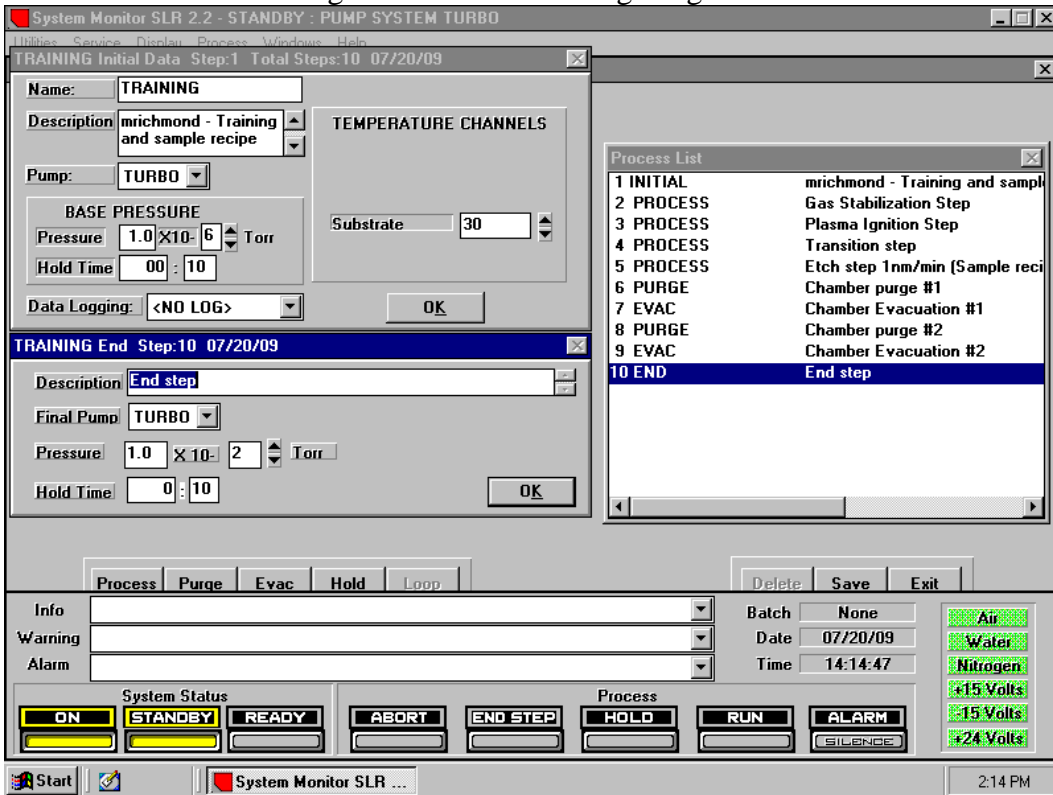 System Monitor SLR 2.2 - STANDBY : PUMP SYSTEM TURBO
Utilities Service Display Process Windows Help
TRAINING Initial Data Step:1 Total Steps:10 07/20/09
Name: TRAINING
Description mrichmond - Training and sample recipe
TEMPERATURE CHANNELS
Pump: TURBO
BASE PRESSURE
Pressure 1.0 X10- 6 Torr
Hold Time 00 : 10
Substrate 30
Data Logging: <NO LOG>
OK
TRAINING End Step:10 07/20/09
Description End step
Final Pump TURBO
Pressure 1.0 X 10- 2 Torr
Hold Time 0 : 10
OK
Process List
1 INITIAL mrichmond - Training and sampl
2 PROCESS Gas Stabilization Step
3 PROCESS Plasma Ignition Step
4 PROCESS Transition step
5 PROCESS Etch step 1nm/min (Sample reci
6 PURGE Chamber purge #1
7 EVAC Chamber Evacuation #1
8 PURGE Chamber purge #2
9 EVAC Chamber Evacuation #2
10 END End step
Process Purge Evac Hold Loop
Delete Save Exit
Info
Warning
Alarm
Batch None
Date 07/20/09
Time 14:14:47
Air
Water
Nitrogen
+15 Volts
-15 Volts
+24 Volts
System Status
ON STANDBY READY
Process
ABORT END STEP HOLD RUN ALARM
SILENCE
Start
System Monitor SLR ...
2:14 PM